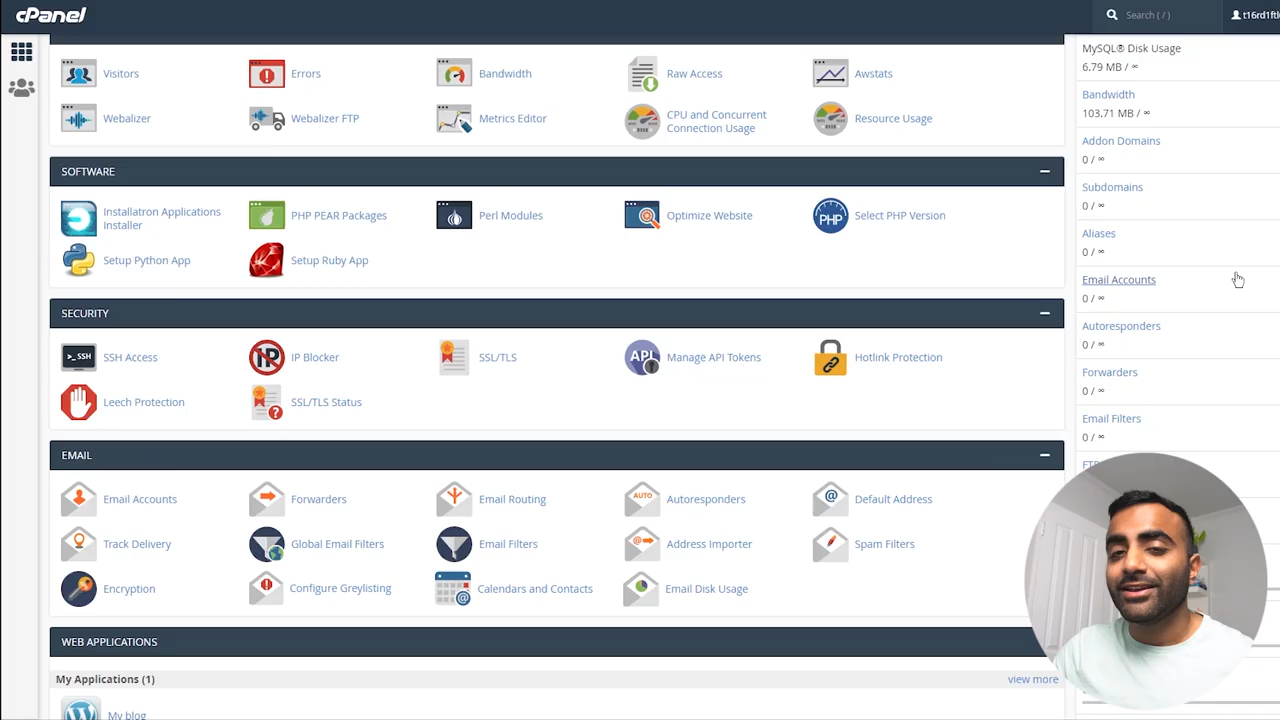 cPanel
Search ( / )
t16rd1ftl
Visitors
Errors
Bandwidth
Raw Access
Awstats
Webalizer
Webalizer FTP
Metrics Editor
CPU and Concurrent
Connection Usage
Resource Usage
SOFTWARE
Installatron Applications
Installer
PHP PEAR Packages
Perl Modules
Optimize Website
PHP
Select PHP Version
Setup Python App
Setup Ruby App
SECURITY
>_SSH
SSH Access
IP
IP Blocker
SSL/TLS
API
Manage API Tokens
Hotlink Protection
Leech Protection
SSL/TLS Status
EMAIL
Email Accounts
Forwarders
Email Routing
AUTO
Autoresponders
@
Default Address
Track Delivery
Global Email Filters
Email Filters
@
Address Importer
Spam Filters
Encryption
Configure Greylisting
@
Calendars and Contacts
Email Disk Usage
WEB APPLICATIONS
My Applications (1)
view more
My blog
MySQL® Disk Usage
6.79 MB / ∞
Bandwidth
103.71 MB / ∞
Addon Domains
0 / ∞
Subdomains
0 / ∞
Aliases
0 / ∞
Email Accounts
0 / ∞
Autoresponders
0 / ∞
Forwarders
0 / ∞
Email Filters
0 / ∞